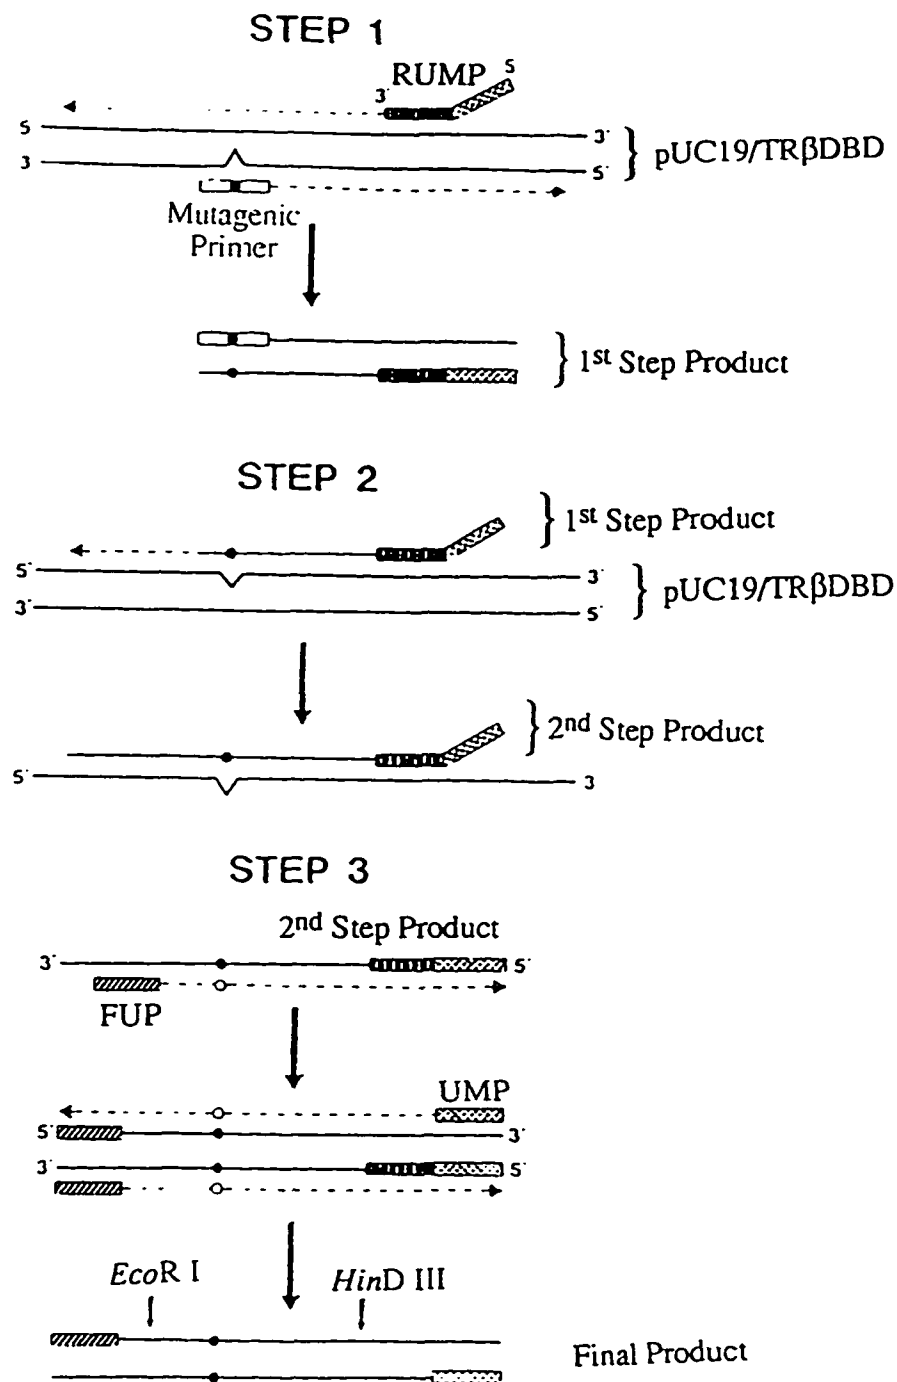 STEP 1
RUMP
3' 5
5 3'
3 5'
} pUC19/TRβDBD
Mutagenic
Primer
} 1st Step Product
STEP 2
} 1st Step Product
5' 3'
3' 5'
} pUC19/TRβDBD
} 2nd Step Product
5' 3
STEP 3
2nd Step Product
3' 5'
FUP
UMP
5' 3'
3' 5'
EcoR I HinD III
Final Product